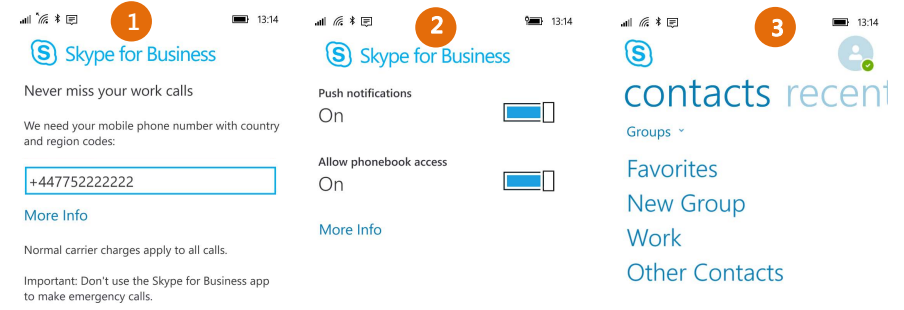 1
13:14
S Skype for Business
Never miss your work calls
We need your mobile phone number with country
and region codes:
+447752222222
More Info
Normal carrier charges apply to all calls.
Important: Don't use the Skype for Business app
to make emergency calls.
2
13:14
S Skype for Business
Push notifications
On
Allow phonebook access
On
More Info
3
13:14
S
contacts recent
Groups
Favorites
New Group
Work
Other Contacts